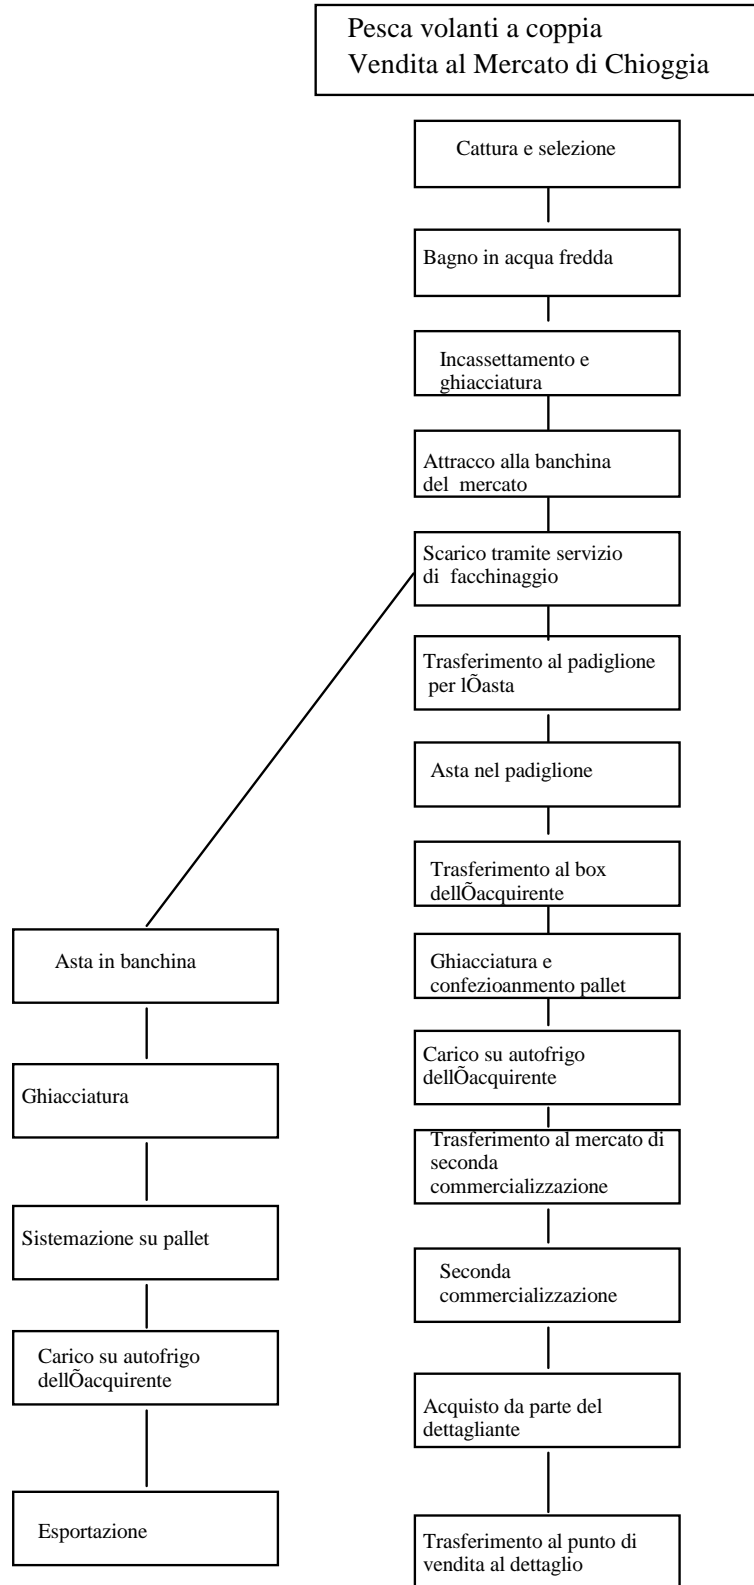 Pesca volanti a coppia
Vendita al Mercato di Chioggia
Cattura e selezione
Bagno in acqua fredda
Incassettamento e
ghiacciatura
Attracco alla banchina
del mercato
Scarico tramite servizio
di facchinaggio
Trasferimento al padiglione
per lÕasta
Asta nel padiglione
Trasferimento al box
dellÕacquirente
Ghiacciatura e
confezioanmento pallet
Carico su autofrigo
dellÕacquirente
Trasferimento al mercato di
seconda
commercializzazione
Seconda
commercializzazione
Acquisto da parte del
dettagliante
Trasferimento al punto di
vendita al dettaglio
Asta in banchina
Ghiacciatura
Sistemazione su pallet
Carico su autofrigo
dellÕacquirente
Esportazione